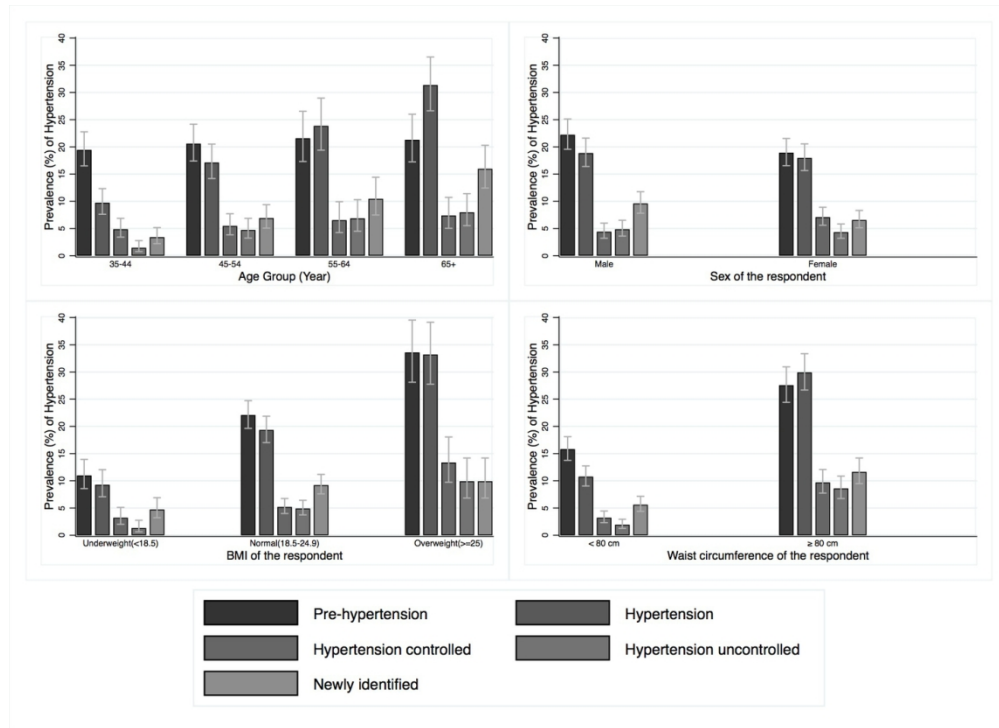 Prevalence (%) of Hypertension
0 5 10 15 20 25 30 35 40
35-44 45-54 55-64 65+
Age Group (Year)
Prevalence (%) of Hypertension
0 5 10 15 20 25 30 35 40
Male Female
Sex of the respondent
Prevalence (%) of Hypertension
0 5 10 15 20 25 30 35 40
Underweight(<18.5) Normal(18.5-24.9) Overweight(>=25)
BMI of the respondent
Prevalence (%) of Hypertension
0 5 10 15 20 25 30 35 40
< 80 cm ≥ 80 cm
Waist circumference of the respondent
Pre-hypertension Hypertension
Hypertension controlled Hypertension uncontrolled
Newly identified